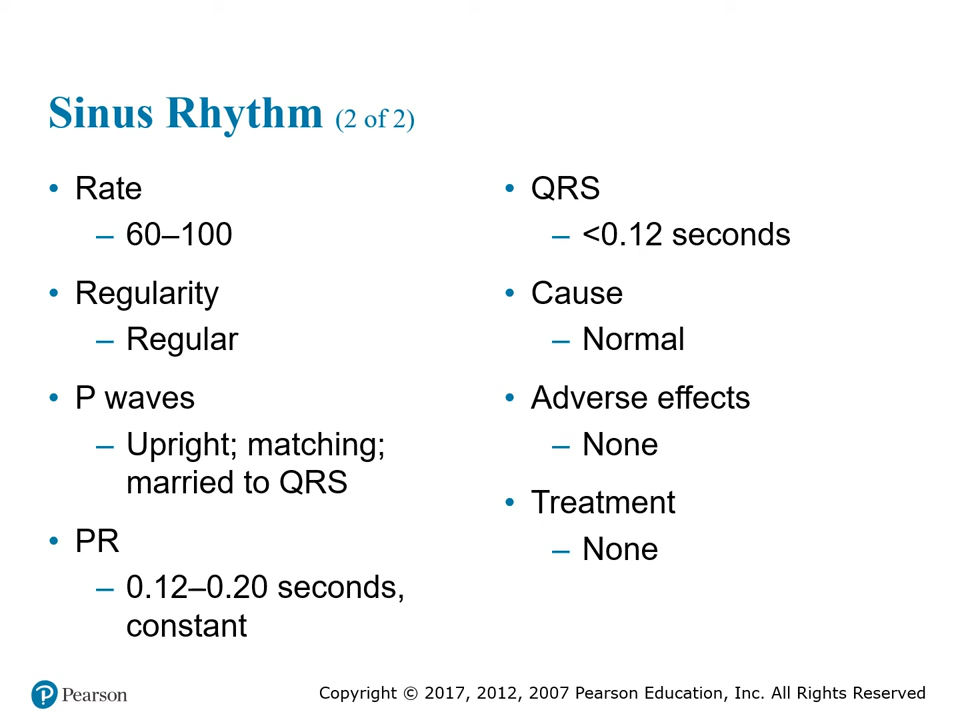 Sinus Rhythm (2 of 2)
• Rate
– 60–100
• Regularity
– Regular
• P waves
– Upright; matching;
married to QRS
• PR
– 0.12–0.20 seconds,
constant
• QRS
– <0.12 seconds
• Cause
– Normal
• Adverse effects
– None
• Treatment
– None
P Pearson
Copyright © 2017, 2012, 2007 Pearson Education, Inc. All Rights Reserved